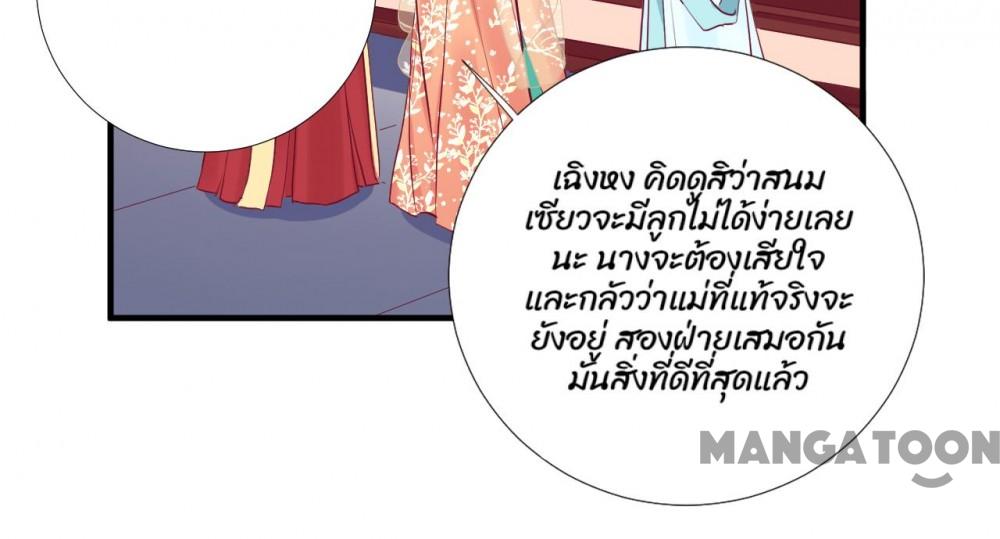 เฉิงหง คิดดูสิว่าสนม
เซียวจะมีลูกไม่ได้ง่ายเลย
นะ นางจะต้องเสียใจ
และกลัวว่าแม่ที่แท้จริงจะ
ยังอยู่ สองฝ่ายเสมอกัน
มันสิ่งที่ดีที่สุดแล้ว
MANGATOON